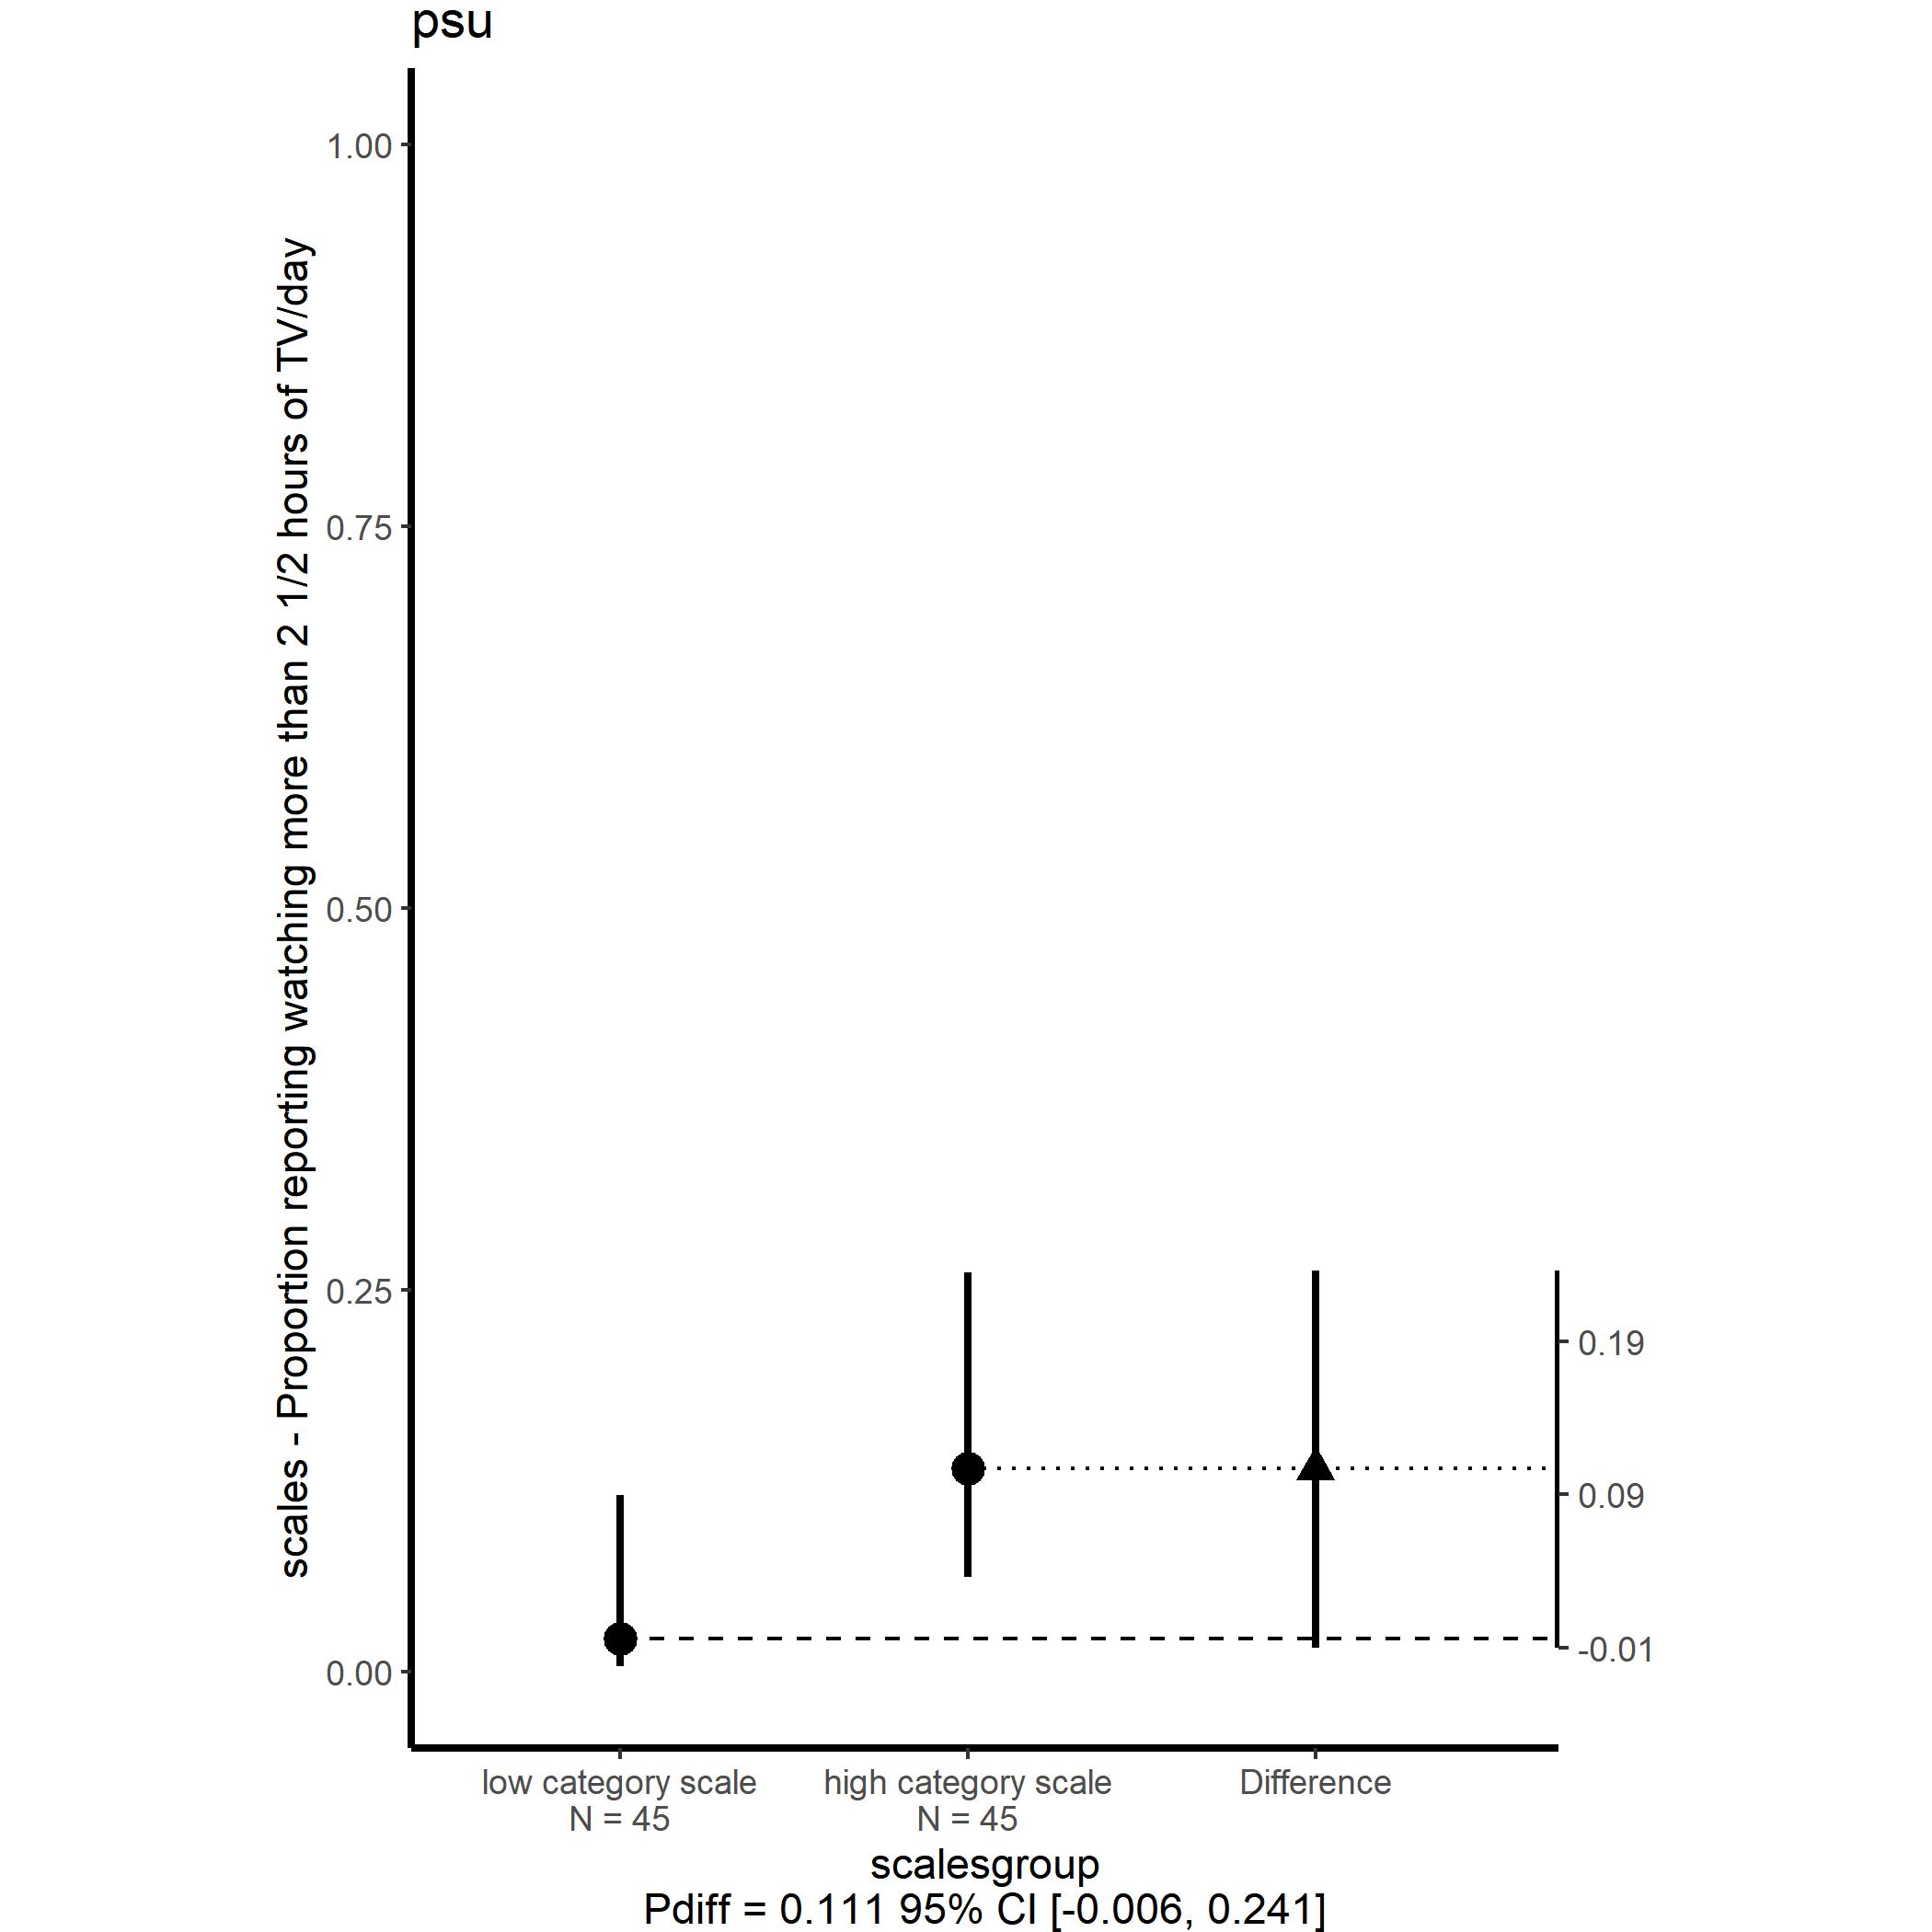 psu
scales - Proportion reporting watching more than 2 1/2 hours of TV/day
1.00
0.75
0.50
0.25
0.00
0.19
0.09
-0.01
low category scale
N = 45
high category scale
N = 45
Difference
scalesgroup
Pdiff = 0.111 95% CI [-0.006, 0.241]